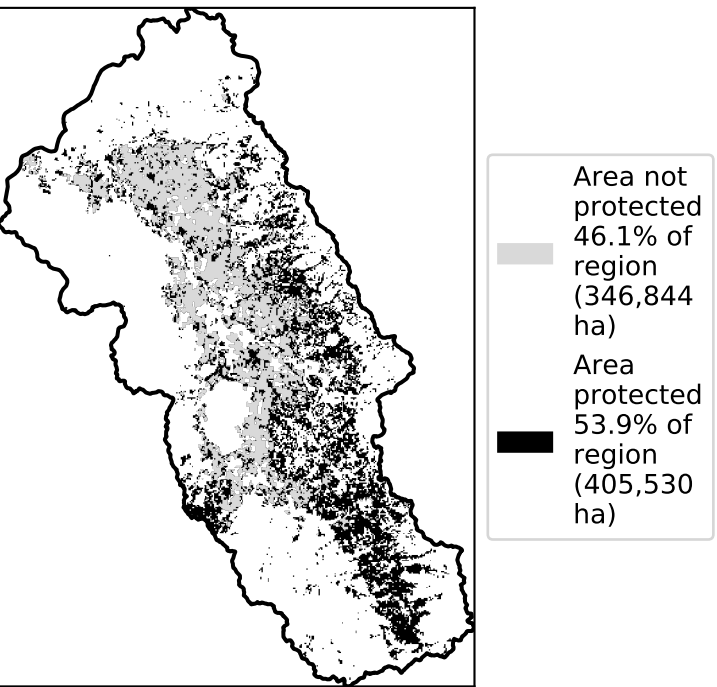 Area not
protected
46.1% of
region
(346,844
ha)
Area
protected
53.9% of
region
(405,530
ha)